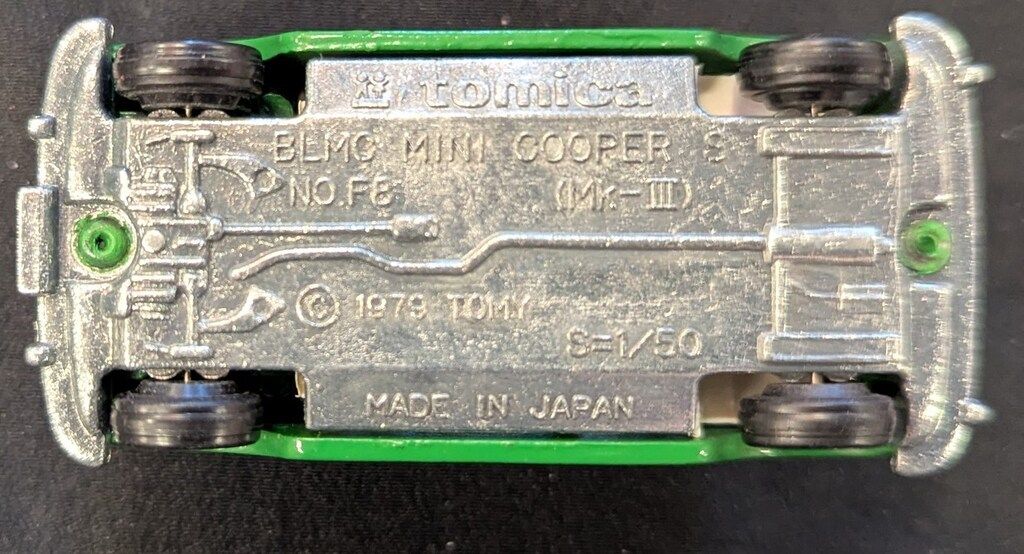 tomica
BLMC MINI COOPER S
NO.F8 (Mk-III)
© 1979 TOMY
S=1/50
MADE IN JAPAN